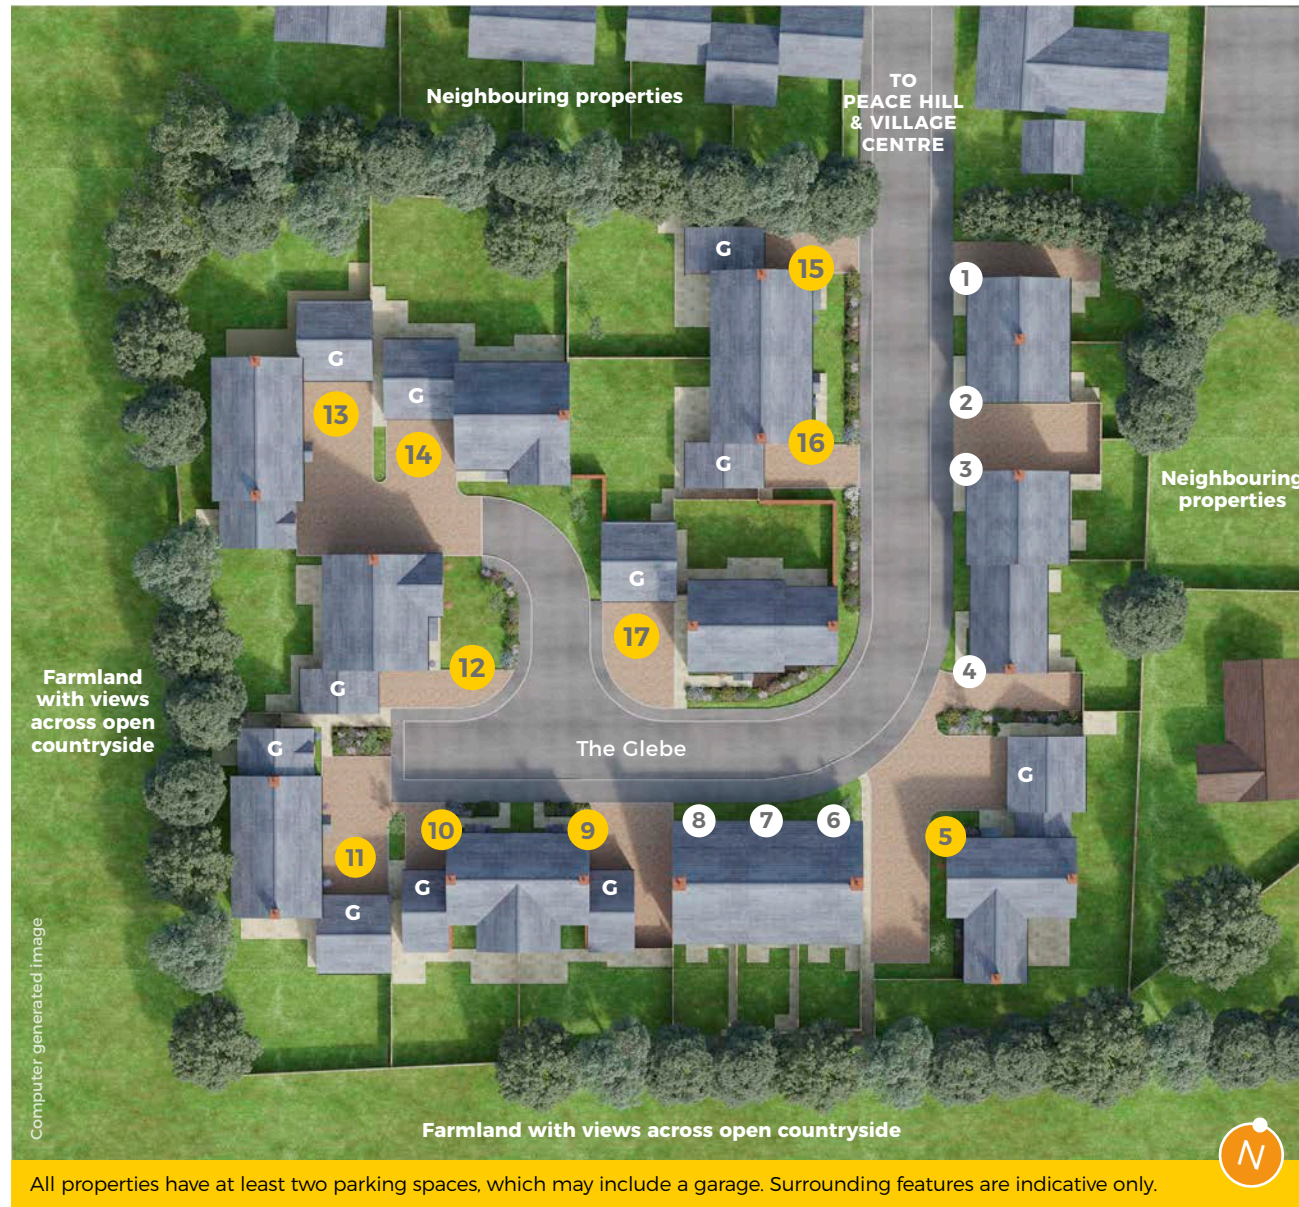 Neighbouring properties
TO
PEACE HILL
& VILLAGE
CENTRE
G
15
1
G
13
G
14
2
16
G
3
Neighbouring
properties
G
17
12
G
4
Farmland
with views
across open
countryside
G
The Glebe
G
10
9
8
7
6
5
11
G
G
G
Computer generated image
Farmland with views across open countryside
N
All properties have at least two parking spaces, which may include a garage. Surrounding features are indicative only.